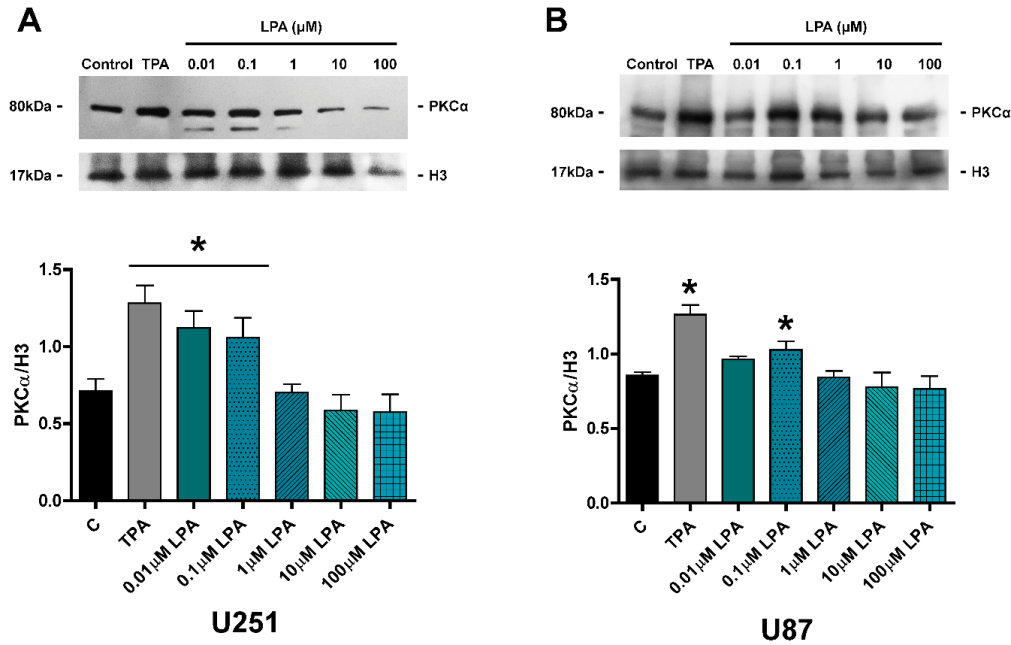 A
LPA (μM)
Control TPA 0.01 0.1 1 10 100
80kDa - - PKCα
17kDa - - H3
*
1.5
1.0
0.5
0.0
PKCα/H3
C TPA 0.01μM LPA 0.1μM LPA 1μM LPA 10μM LPA 100μM LPA
U251
B
LPA (μM)
Control TPA 0.01 0.1 1 10 100
80kDa - - PKCα
17kDa - - H3
* *
1.5
1.0
0.5
0.0
PKCα/H3
C TPA 0.01μM LPA 0.1μM LPA 1μM LPA 10μM LPA 100μM LPA
U87